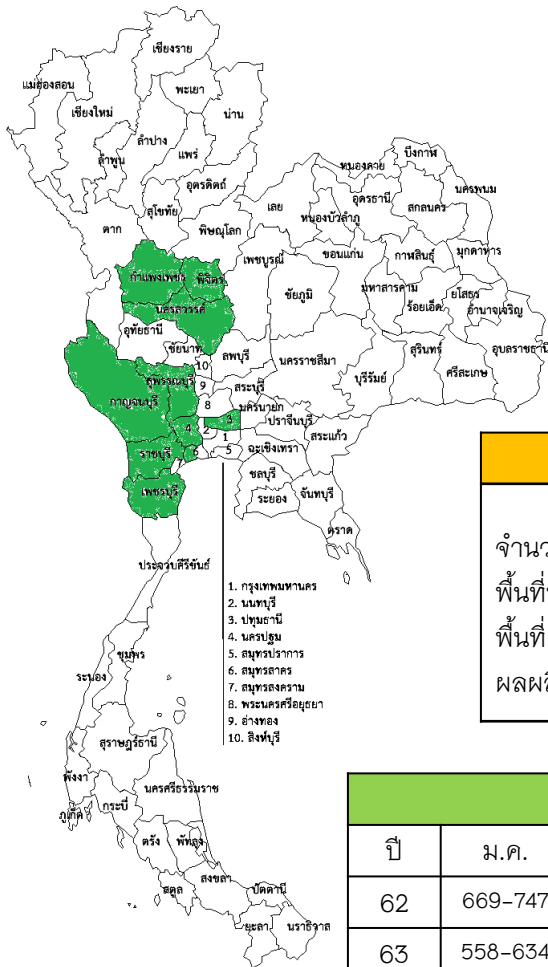 เชียงราย
แม่ฮ่องสอน
พะเยา
เชียงใหม่
น่าน
ลำปาง
ลำพูน
แพร่
บึงกาฬ
หนองคาย
อุตรดิตถ์
นครพนม
สุโขทัย
เลย
อุดรธานี
สกลนคร
หนองบัวลำภู
ตาก
พิษณุโลก
เพชบูรณ์
ขอนแก่น
กาฬสินธุ์
มุกดาหาร
กำแพงเพชร
พิจิตร
ชัยภูมิ
มหาสารคาม
ร้อยเอ็ด
ยโสธร
อำนาจเจริญ
นครสวรรค์
อุทัยธานี
ชัยนาท
ลพบุรี
นครราชสีมา
บุรีรัมย์
สุรินทร์
ศรีสะเกษ
อุบลราชธานี
10
สุพรรณบุรี
9
สระบุรี
กาญจนบุรี
8
นครนายก
ปราจีนบุรี
4
3
2
1
สระแก้ว
ราชบุรี
6
5
7
ฉะเชิงเทรา
ชลบุรี
เพชรบุรี
ระยอง
จันทบุรี
ตราด
ประจวบคีรีขันธ์
1. กรุงเทพมหานคร
2. นนทบุรี
3. ปทุมธานี
4. นครปฐม
5. สมุทรปราการ
6. สมุทรสาคร
7. สมุทรสงคราม
8. พระนครศรีอยุธยา
9. อ่างทอง
10. สิงห์บุรี
ชุมพร
ระนอง
สุราษฎร์ธานี
พังงา
นครศรีธรรมราช
ภูเก็ต
กระบี่
ตรัง
พัทลุง
สงขลา
สตูล
ปัตตานี
ยะลา
นราธิวาส
จำนว
พื้นที่
พื้นที่
ผลผลิ
ปี ม.ค.
62 669-747
63 558-634